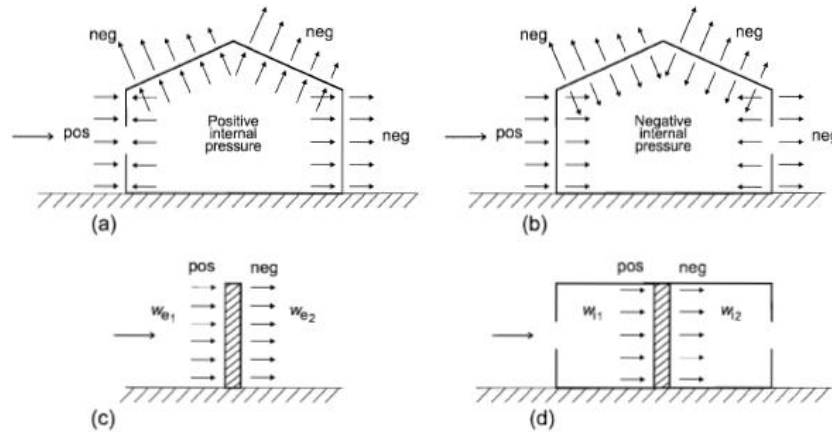 neg
neg
pos
Positive
internal
pressure
neg
(a)
neg
neg
pos
Negative
internal
pressure
neg
(b)
pos
neg
we1
we2
(c)
pos
neg
wi1
wi2
(d)